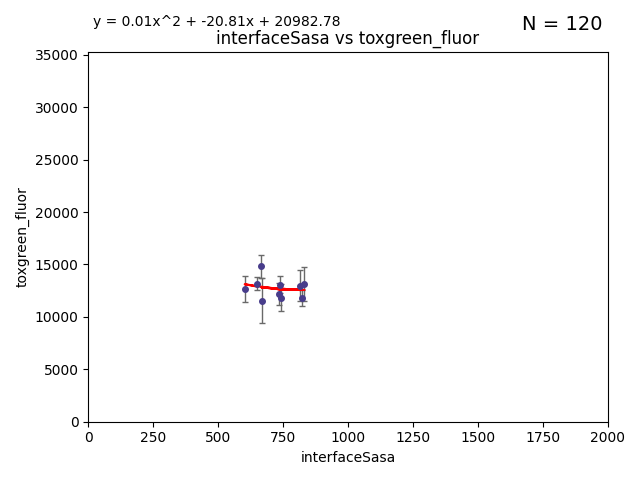 y = 0.01x^2 + -20.81x + 20982.78
N = 120
interfaceSasa vs toxgreen_fluor
35000
30000
25000
20000
15000
10000
5000
0
toxgreen_fluor
0 250 500 750 1000 1250 1500 1750 2000
interfaceSasa